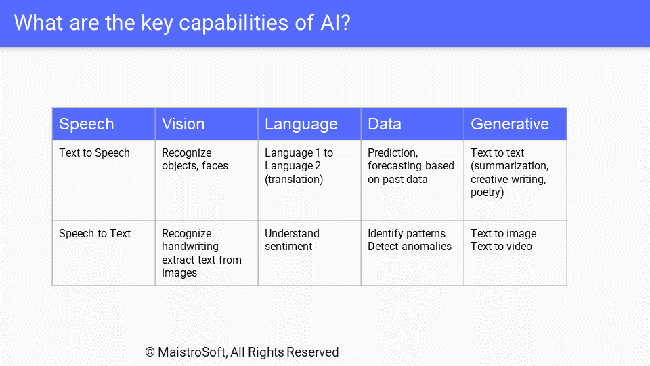 What are the key capabilities of AI?
Speech Vision Language Data Generative
Text to Speech
Recognize
objects, faces
Language 1 to
Language 2
(translation)
Prediction,
forecasting based
on past data
Text to text
(summarization,
creative writing,
poetry)
Speech to Text
Recognize
handwriting
extract text from
images
Understand
sentiment
Identify patterns
Detect anomalies
Text to image
Text to video
© MaistroSoft, All Rights Reserved